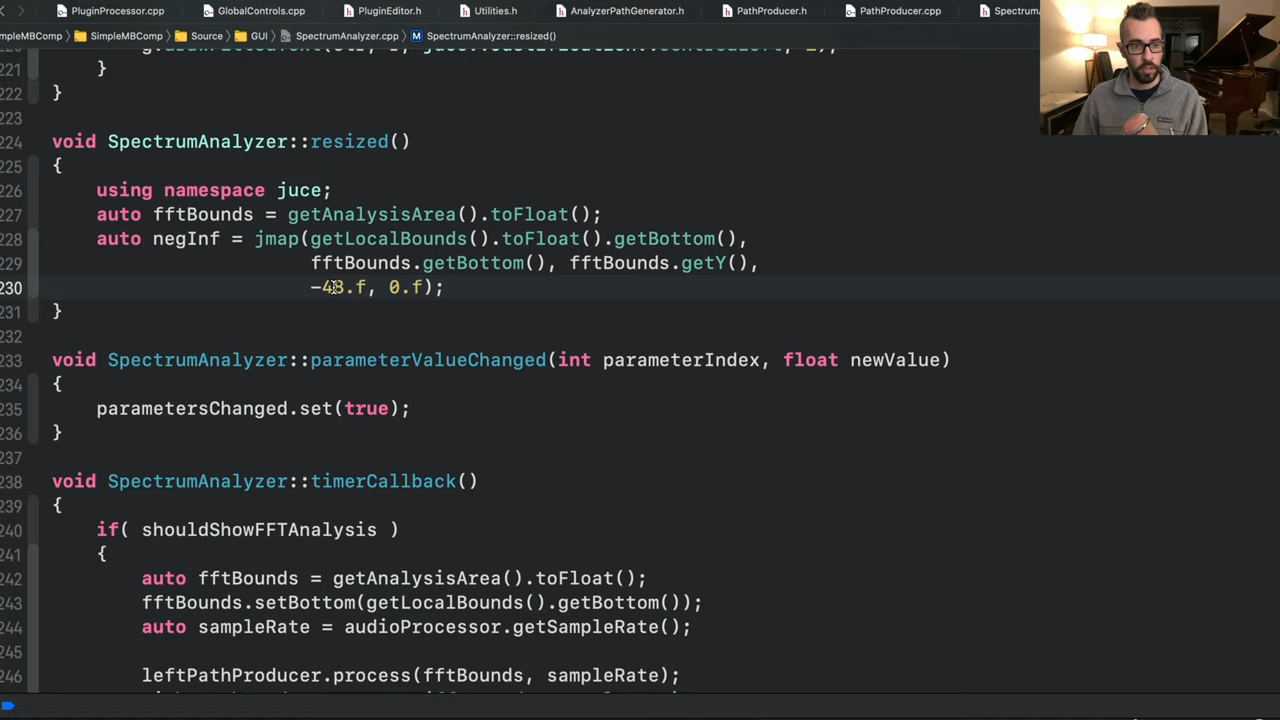 PluginProcessor.cpp GlobalControls.cpp PluginEditor.h Utilities.h AnalyzerPathGenerator.h PathProducer.h PathProducer.cpp
SimpleMBComp Source GUI SpectrumAnalyzer.cpp SpectrumAnalyzer::resized()
221 }
222 }
223
224 void SpectrumAnalyzer::resized()
225 {
226 using namespace juce;
227 auto fftBounds = getAnalysisArea().toFloat();
228 auto negInf = jmap(getLocalBounds().toFloat().getBottom(),
229 fftBounds.getBottom(), fftBounds.getY(),
230 -48.f, 0.f);
231 }
232
233 void SpectrumAnalyzer::parameterValueChanged(int parameterIndex, float newValue)
234 {
235 parametersChanged.set(true);
236 }
237
238 void SpectrumAnalyzer::timerCallback()
239 {
240 if( shouldShowFFTAnalysis )
241 {
242 auto fftBounds = getAnalysisArea().toFloat();
243 fftBounds.setBottom(getLocalBounds().getBottom());
244 auto sampleRate = audioProcessor.getSampleRate();
245
246 leftPathProducer.process(fftBounds, sampleRate);